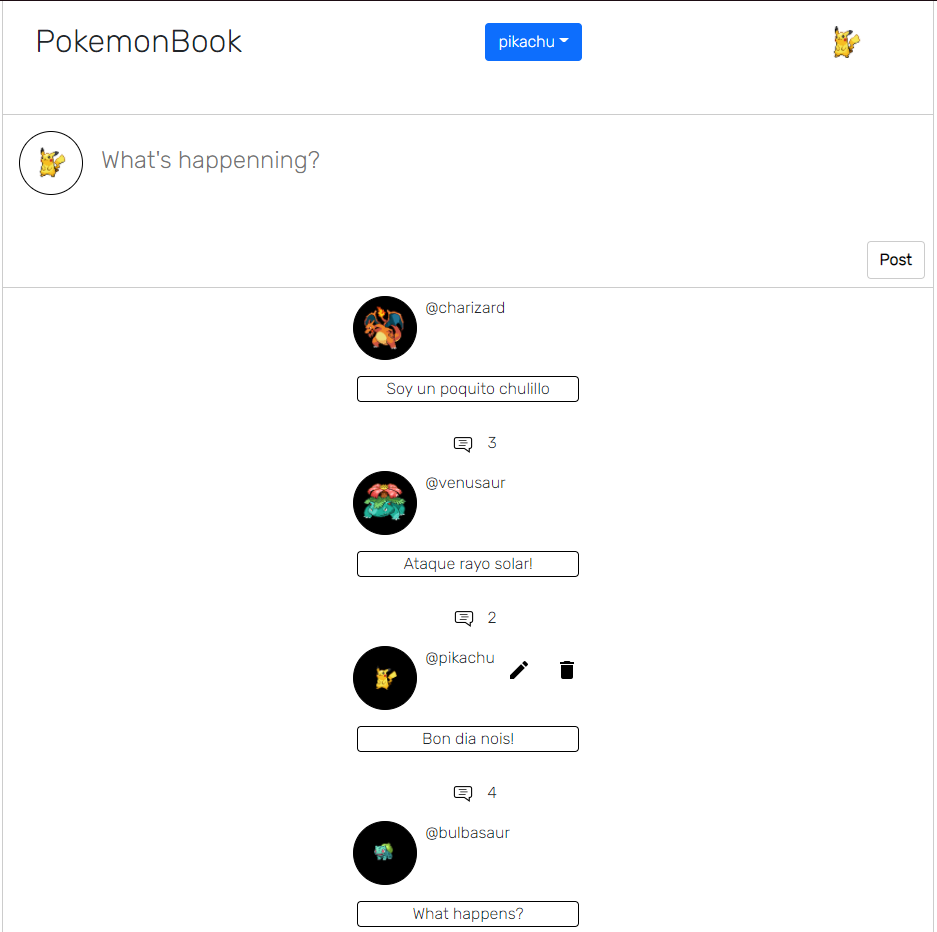 PokemonBook
pikachu
What's happenning?
Post
@charizard
Soy un poquito chulillo
3
@venusaur
Ataque rayo solar!
2
@pikachu
Bon dia nois!
4
@bulbasaur
What happens?